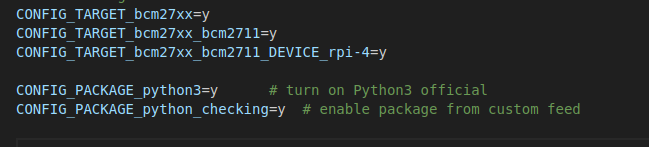 CONFIG_TARGET_bcm27xx=y
CONFIG_TARGET_bcm27xx_bcm2711=y
CONFIG_TARGET_bcm27xx_bcm2711_DEVICE_rpi-4=y
CONFIG_PACKAGE_python3=y      # turn on Python3 official
CONFIG_PACKAGE_python_checking=y  # enable package from custom feed